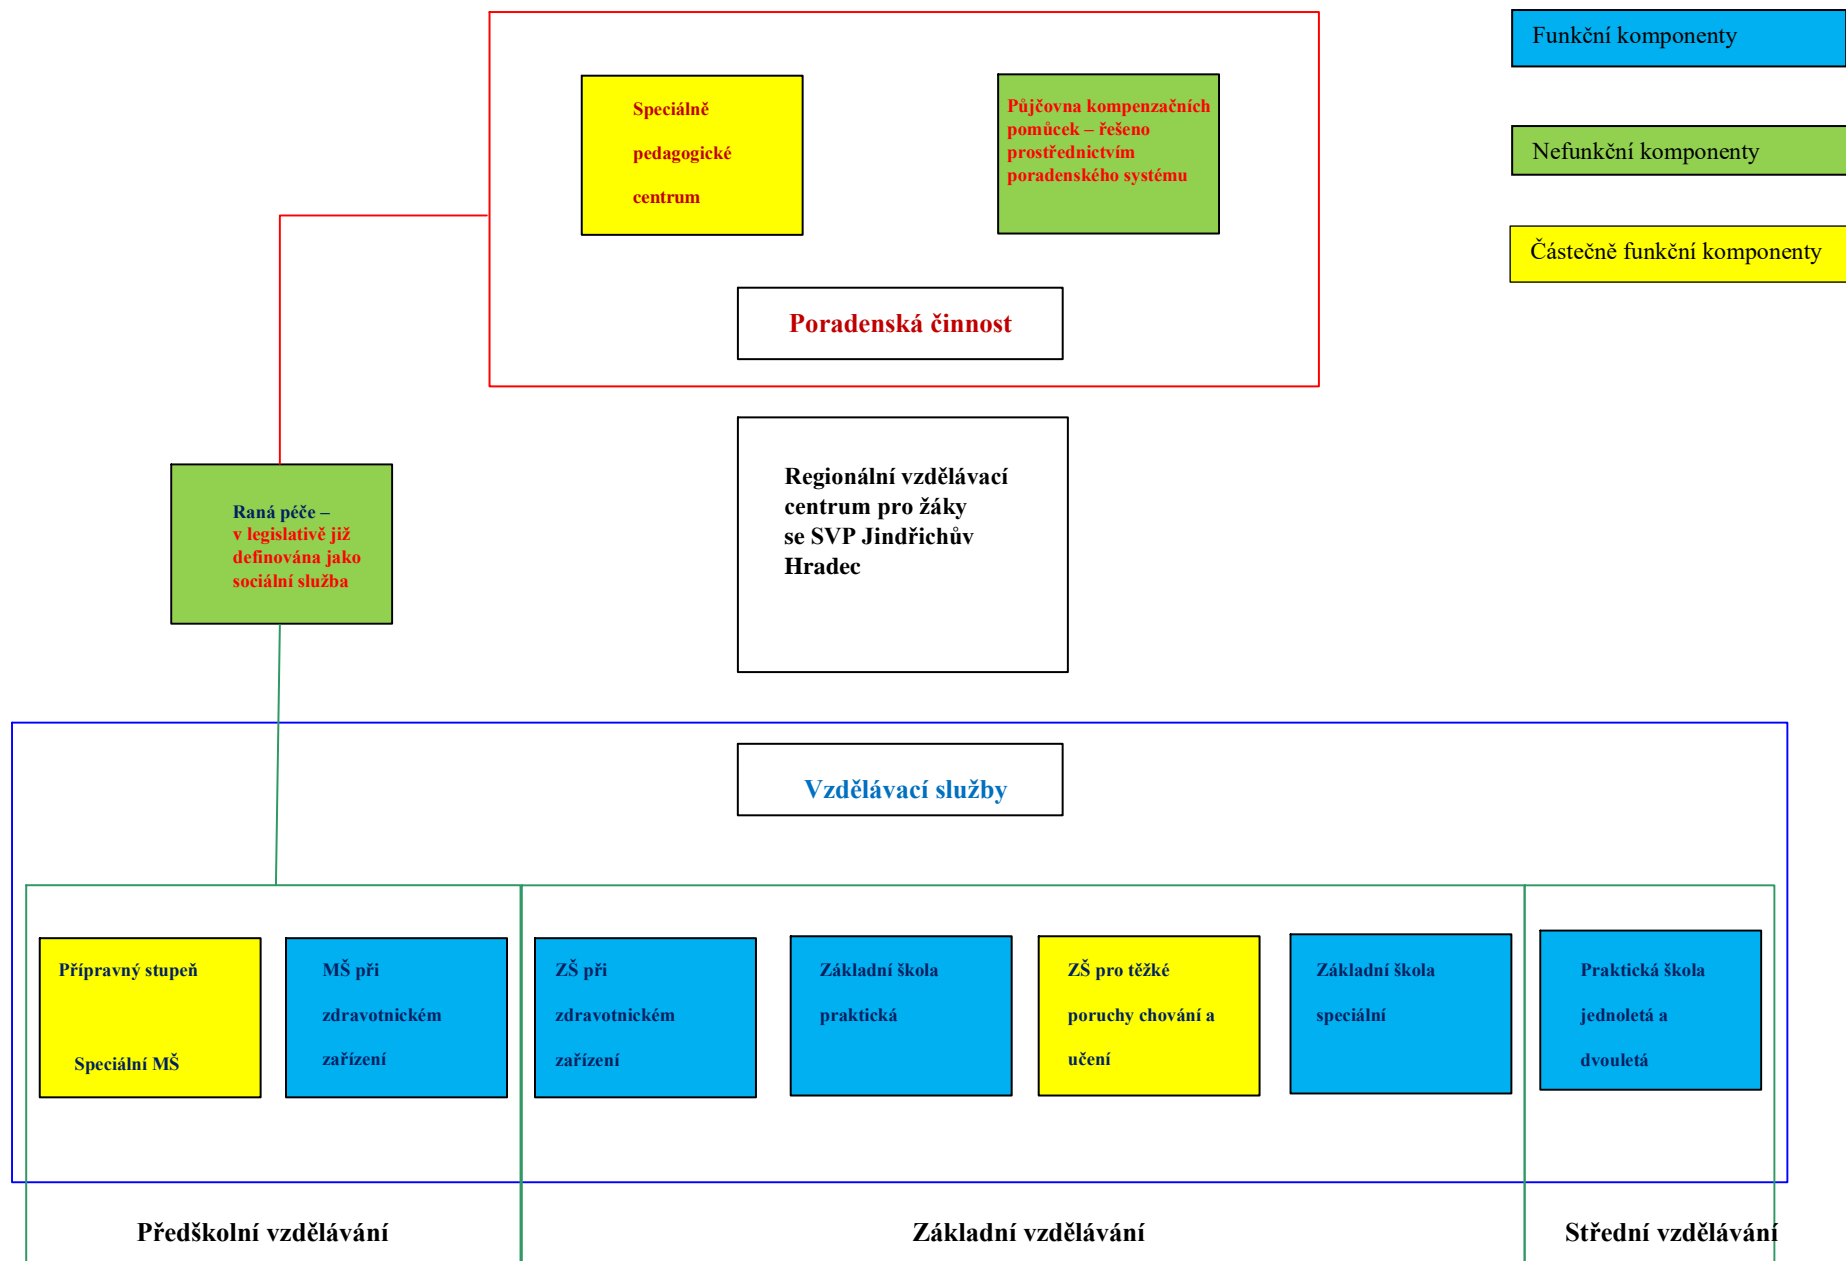 Funkční komponenty
Nefunkční komponenty
Částečně funkční komponenty
Speciálně
pedagogické
centrum
Půjčovna kompenzačních
pomůcek – řešeno
prostřednictvím
poradenského systému
Poradenská činnost
Raná péče –
v legislativě již
definována jako
sociální služba
Regionální vzdělávací
centrum pro žáky
se SVP Jindřichův
Hradec
Vzdělávací služby
Přípravný stupeň
Speciální MŠ
MŠ při
zdravotnickém
zařízení
ZŠ při
zdravotnickém
zařízení
Základní škola
praktická
ZŠ pro těžké
poruchy chování a
učení
Základní škola
speciální
Praktická škola
jednoletá a
dvouletá
Předškolní vzdělávání
Základní vzdělávání
Střední vzdělávání